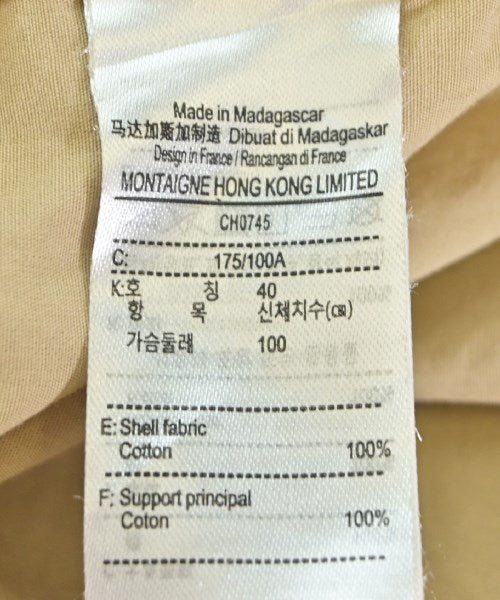 Made in Madagascar
马达加斯加制造 Dibuat di Madagaskar
Design in France / Rancangan di France
MONTAIGNE HONG KONG LIMITED
CH0745
C: 175/100A
K:호 칭 40
항 목 신체치수(㎝)
가슴둘레 100
E: Shell fabric
Cotton 100%
F: Support principal
Coton 100%